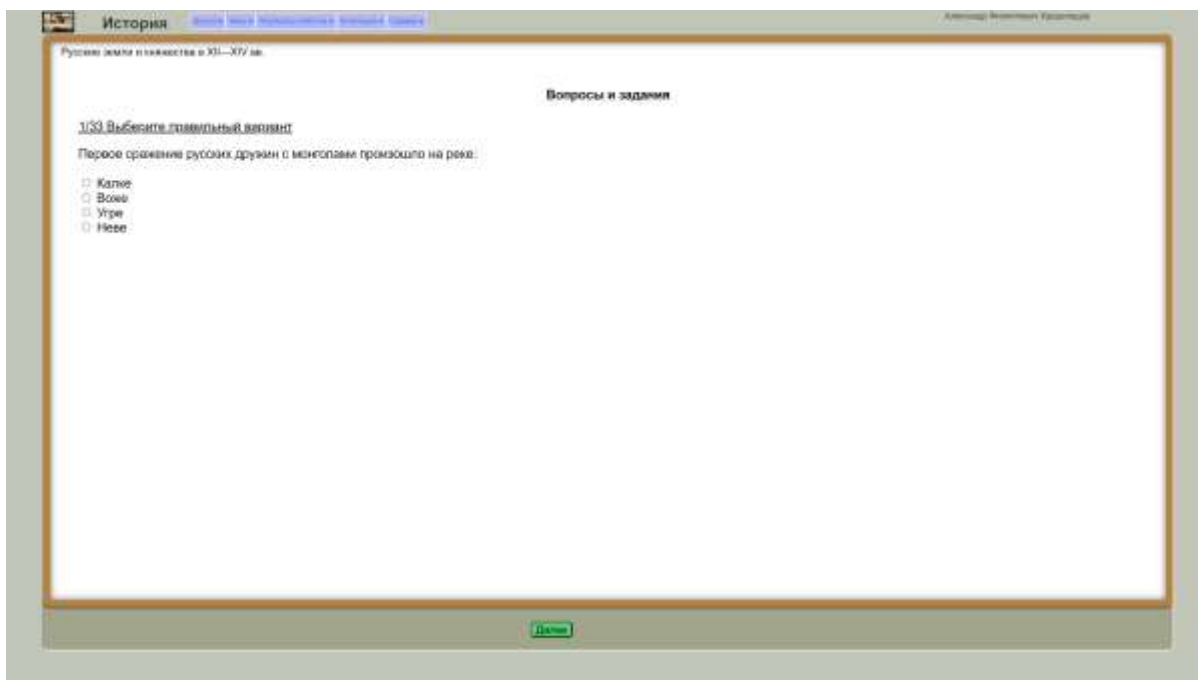 История
Русские земли и княжества в XII—XIV вв.
Вопросы и задания
1/33 Выберите правильный вариант
Первое сражение русских дружин с монголами произошло на реке:
Калке
Воже
Угре
Неве
Далее